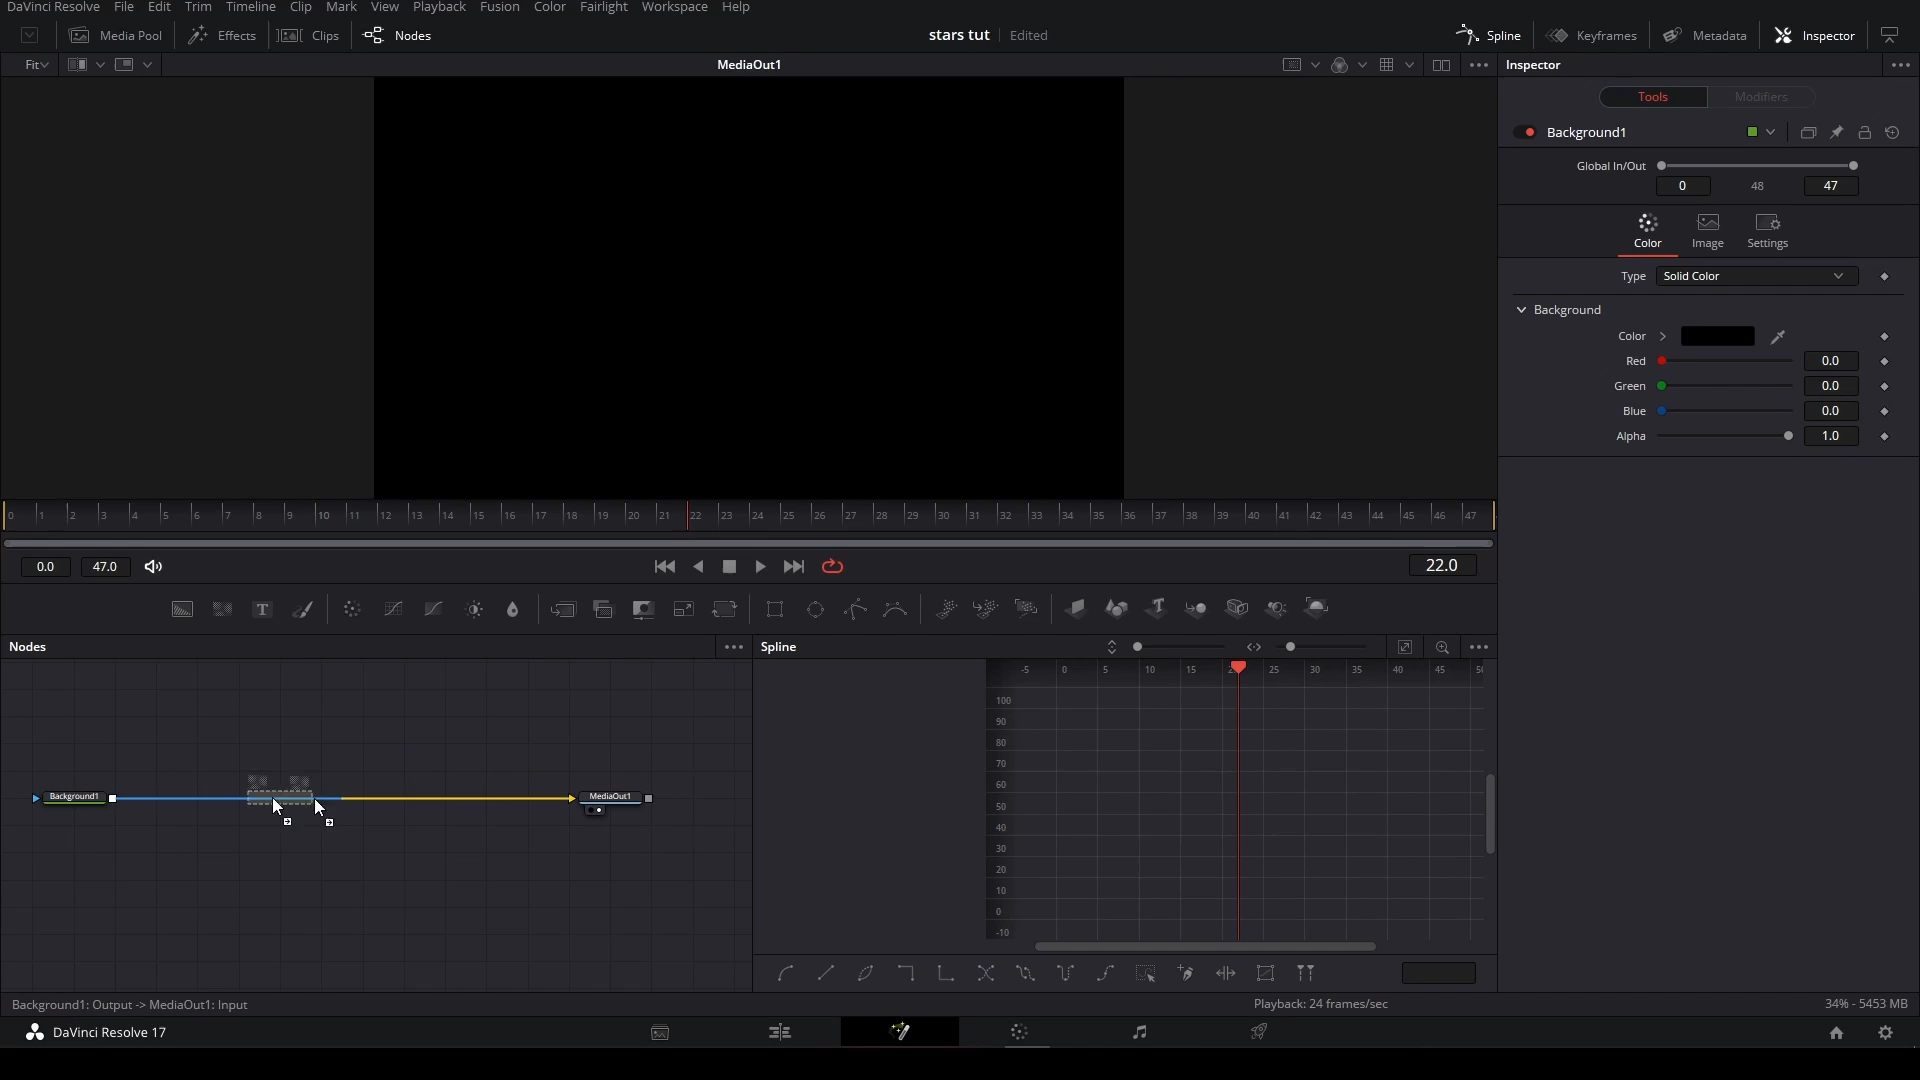 DaVinci Resolve File Edit Trim Timeline Clip Mark View Playback Fusion Color Fairlight Workspace Help
Media Pool Effects Clips Nodes stars tut Edited Spline Keyframes Metadata Inspector
Fit MediaOut1 Inspector
Tools Modifiers
Background1
Global In/Out
0 48 47
Color Image Settings
Type Solid Color
Background
Color
Red 0.0
Green 0.0
Blue 0.0
Alpha 1.0
0 1 2 3 4 5 6 7 8 9 10 11 12 13 14 15 16 17 18 19 20 21 22 23 24 25 26 27 28 29 30 31 32 33 34 35 36 37 38 39 40 41 42 43 44 45 46 47
0.0 47.0 22.0
T T
Nodes Spline
-5 0 5 10 15 25 30 35 40 45
100
90
80
70
60
50
40
30
20
10
0
-10
Background1 MediaOut1
Background1: Output -> MediaOut1: Input Playback: 24 frames/sec 34% - 5453 MB
DaVinci Resolve 17